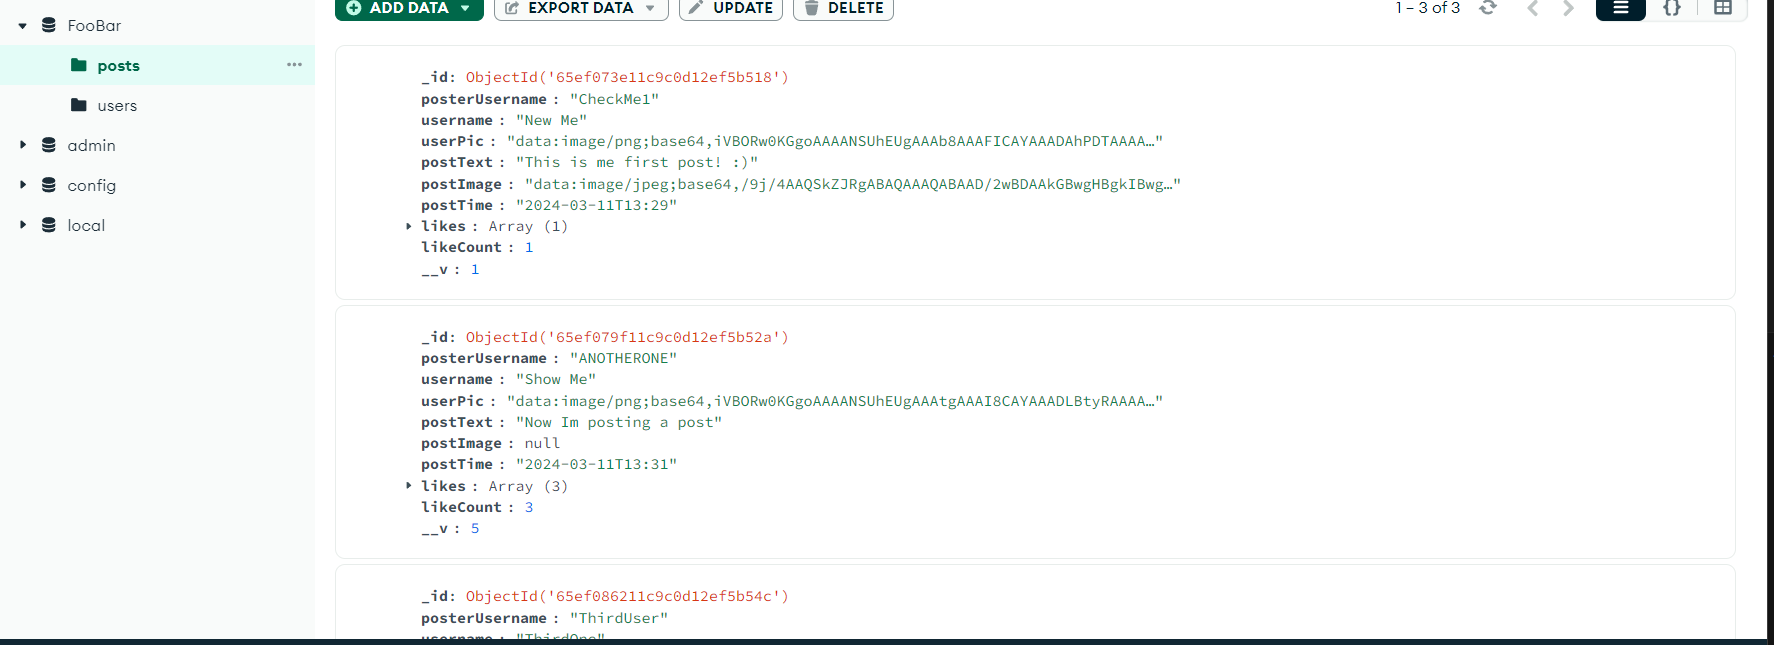 FooBar
posts
users
admin
config
local
ADD DATA
EXPORT DATA
UPDATE
DELETE
1 – 3 of 3
{}
_id: ObjectId('65ef073e11c9c0d12ef5b518')
posterUsername : "CheckMe1"
username : "New Me"
userPic : "data:image/png;base64,iVBORw0KGgoAAAANSUhEUgAAAb8AAAFICAYAAADAhPDTAAAA…"
postText : "This is me first post! :)"
postImage : "data:image/jpeg;base64,/9j/4AAQSkZJRgABAQAAAQABAAD/2wBDAAkGBwgHBgkIBwg…"
postTime : "2024-03-11T13:29"
likes : Array (1)
likeCount : 1
__v : 1
_id: ObjectId('65ef079f11c9c0d12ef5b52a')
posterUsername : "ANOTHERONE"
username : "Show Me"
userPic : "data:image/png;base64,iVBORw0KGgoAAAANSUhEUgAAAtgAAAI8CAYAAADLBtyRAAAA…"
postText : "Now Im posting a post"
postImage : null
postTime : "2024-03-11T13:31"
likes : Array (3)
likeCount : 3
__v : 5
_id: ObjectId('65ef086211c9c0d12ef5b54c')
posterUsername : "ThirdUser"
username : "ThirdOne"